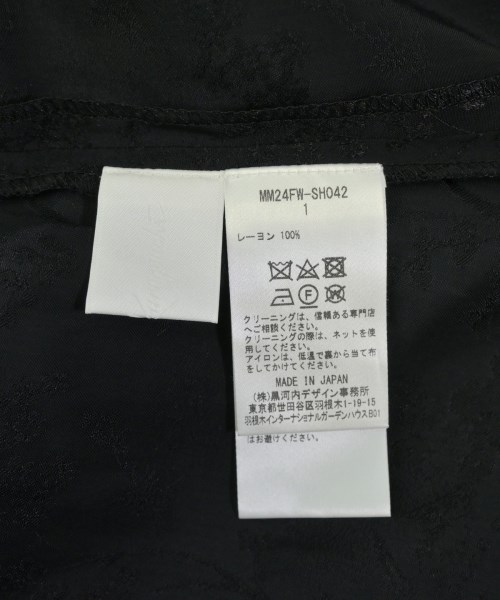 MM24FW-SH042
1
レーヨン 100%
F
W
クリーニングは、信頼ある専門店
へご相談ください。
クリーニングの際は、ネットを使
用してください。
アイロンは、低温で裏から当て布
をしてかけてください。
MADE IN JAPAN
(株)黒河内デザイン事務所
東京都世田谷区羽根木1-19-15
羽根木インターナショナルガーデンハウスB01
はお避けください。